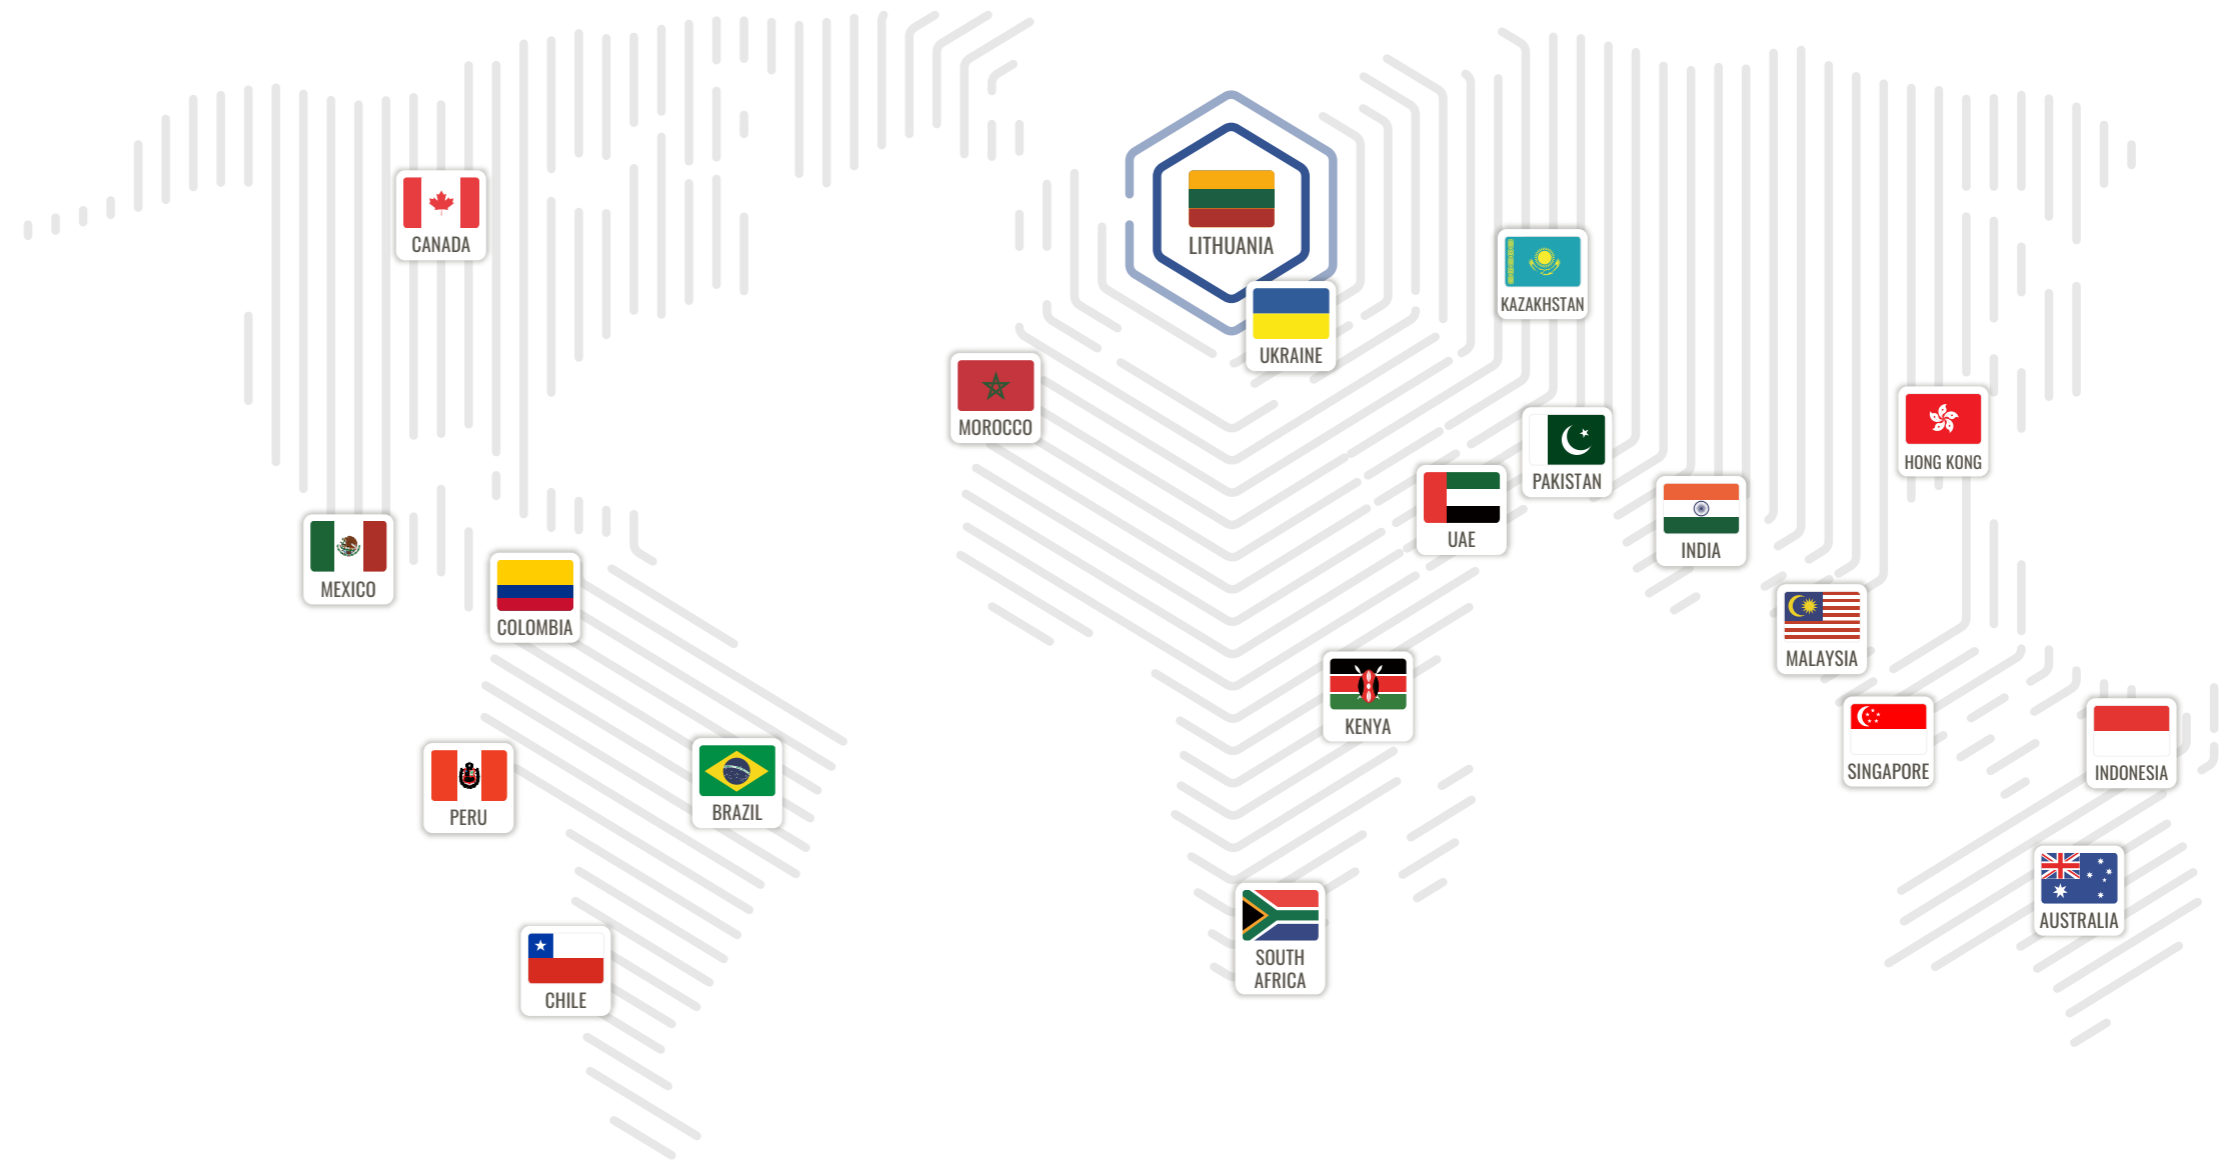 CANADA
LITHUANIA
KAZAKHSTAN
UKRAINE
MOROCCO
HONG KONG
PAKISTAN
UAE
INDIA
MEXICO
COLOMBIA
MALAYSIA
KENYA
SINGAPORE
INDONESIA
PERU
BRAZIL
AUSTRALIA
SOUTH
AFRICA
CHILE